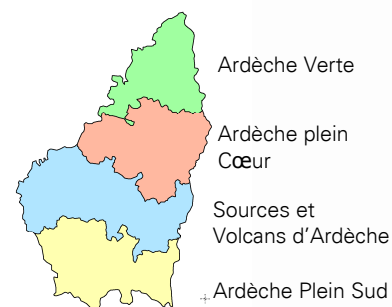 Ardèche Verte
Ardèche plein
Cœur
Sources et
Volcans d'Ardèche
Ardèche Plein Sud